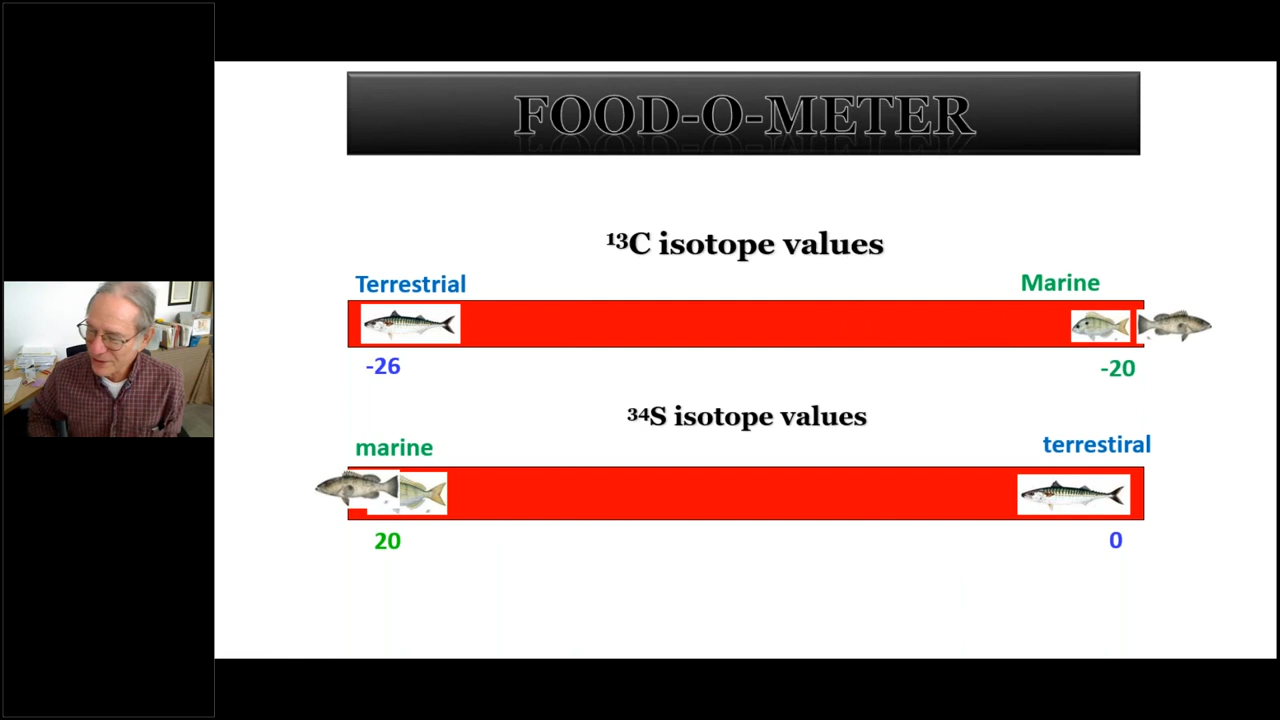 FOOD-O-METER
¹³C isotope values
Terrestrial
Marine
-26
-20
³⁴S isotope values
marine
terrestiral
20
0